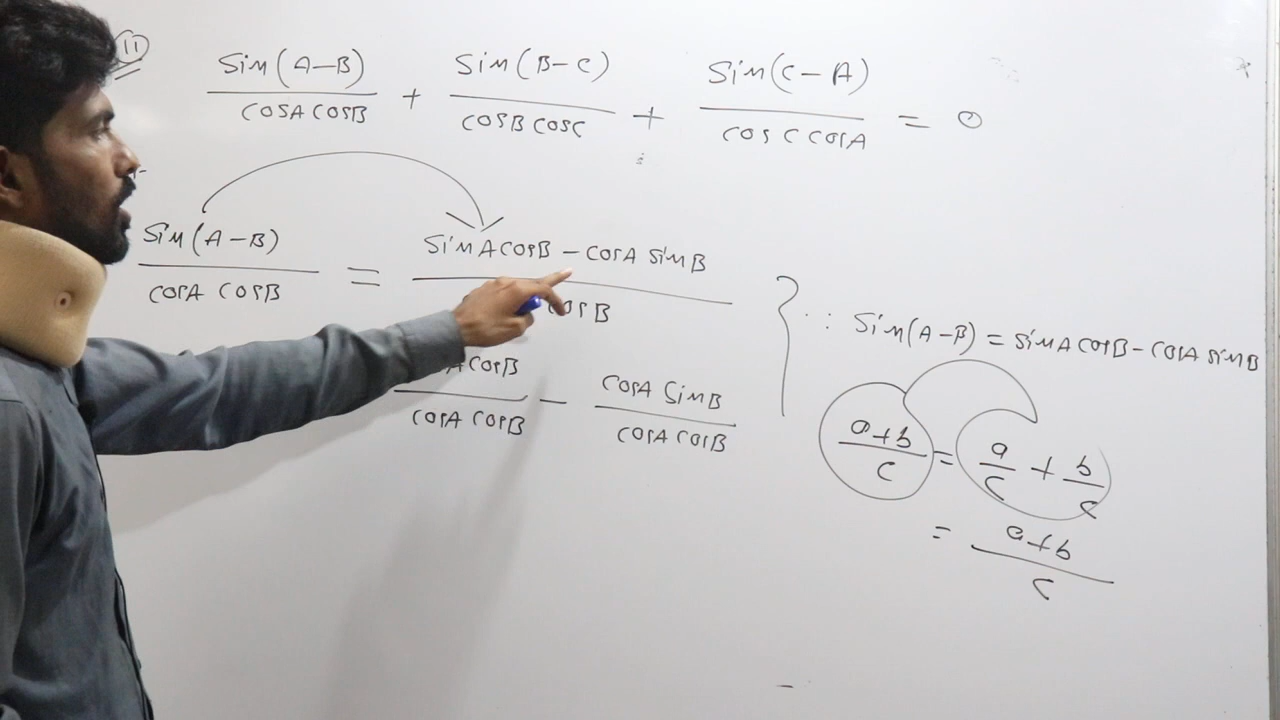 11
Sin(A-B)/COSA COSB + Sin(B-C)/COSB COSC + Sin(C-A)/COS C COSA = 0
Sin(A-B)/COSA COSB = SinA COSB - COSA SinB / COSB
COSB/COSA COSB - COSA SinB/COSA COSB
∵ Sin(A-B) = SinA COSB - COSA SinB
a+b/c = a/c + b/c
= a+b/c